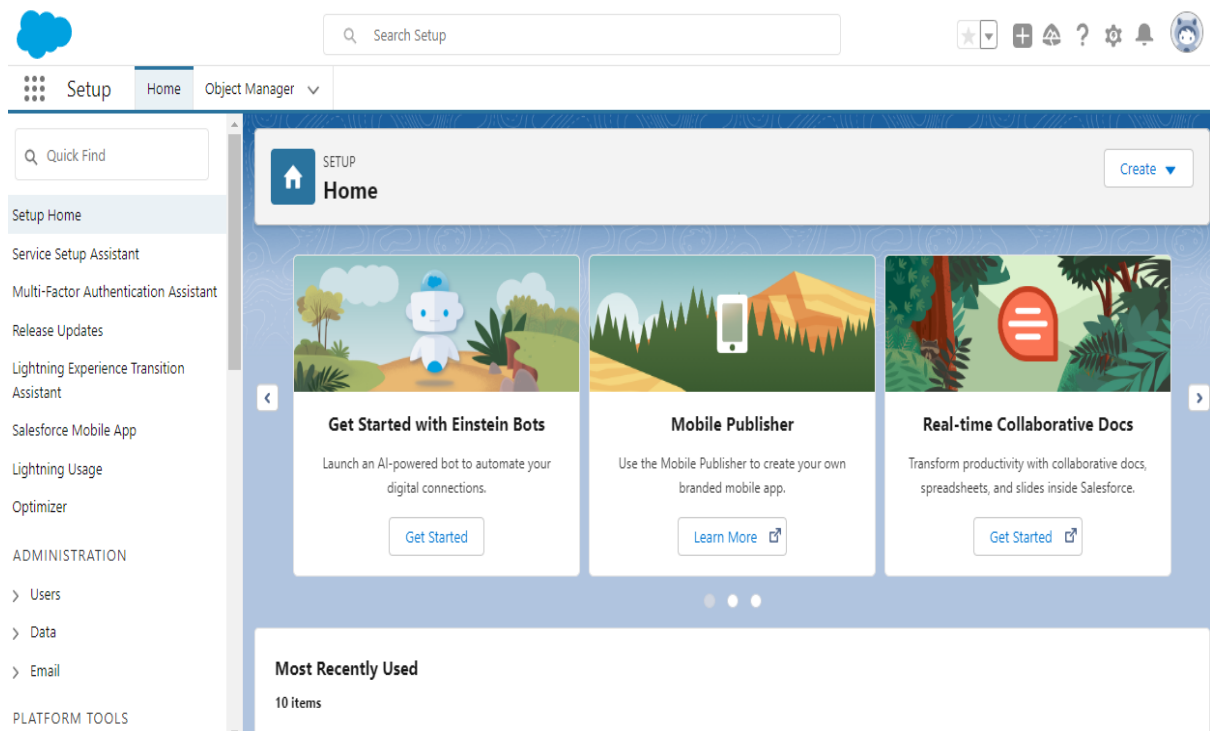 Search Setup
Setup
Home
Object Manager
Quick Find
Setup Home
Service Setup Assistant
Multi-Factor Authentication Assistant
Release Updates
Lightning Experience Transition
Assistant
Salesforce Mobile App
Lightning Usage
Optimizer
ADMINISTRATION
Users
Data
Email
PLATFORM TOOLS
SETUP
Home
Create
Get Started with Einstein Bots
Launch an AI-powered bot to automate your
digital connections.
Get Started
Mobile Publisher
Use the Mobile Publisher to create your own
branded mobile app.
Learn More
Real-time Collaborative Docs
Transform productivity with collaborative docs,
spreadsheets, and slides inside Salesforce.
Get Started
Most Recently Used
10 items